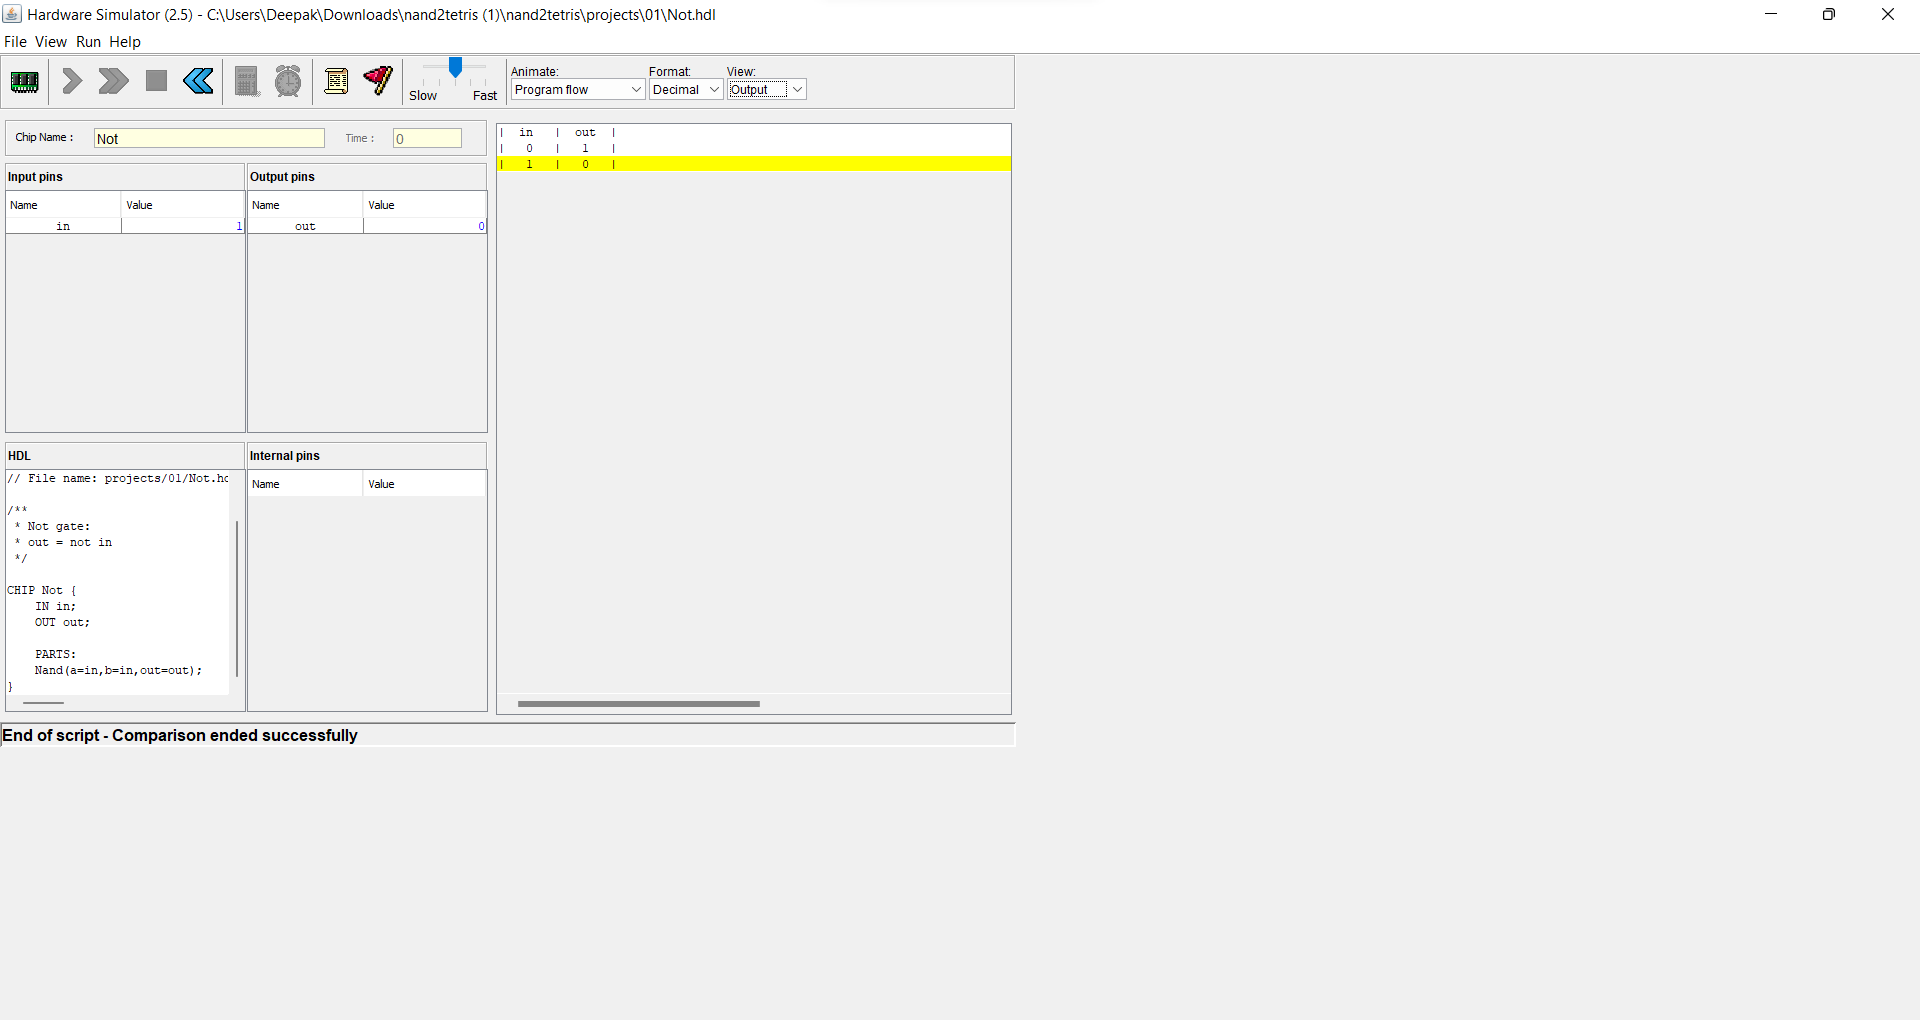 Hardware Simulator (2.5) - C:\Users\Deepak\Downloads\nand2tetris (1)\nand2tetris\projects\01\Not.hdl
File View Run Help
Slow Fast
Animate: Format: View:
Program flow Decimal Output
Chip Name : Not Time : 0
Input pins
Name Value
in 1
Output pins
Name Value
out 0
HDL
// File name: projects/01/Not.hd
/**
* Not gate:
* out = not in
*/
CHIP Not {
IN in;
OUT out;
PARTS:
Nand(a=in,b=in,out=out);
}
Internal pins
Name Value
| in | out |
| 0 | 1 |
| 1 | 0 |
End of script - Comparison ended successfully